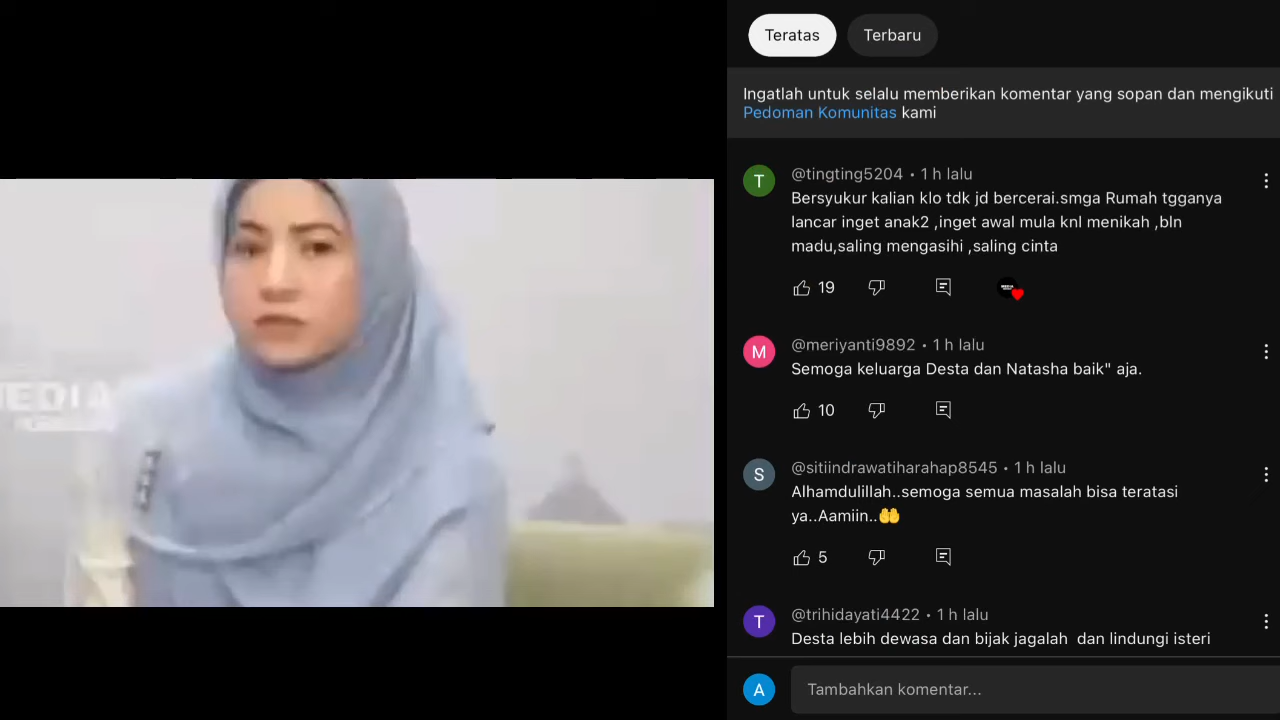 Teratas
Terbaru
Ingatlah untuk selalu memberikan komentar yang sopan dan mengikuti
Pedoman Komunitas kami
T
@tingting5204 • 1 h lalu
Bersyukur kalian klo tdk jd bercerai.smga Rumah tgganya
lancar inget anak2 ,inget awal mula knl menikah ,bln
madu,saling mengasihi ,saling cinta
19
M
@meriyanti9892 • 1 h lalu
Semoga keluarga Desta dan Natasha baik" aja.
10
MEDIA
S
@sitiindrawatiharahap8545 • 1 h lalu
Alhamdulillah..semoga semua masalah bisa teratasi
ya..Aamiin..🤲
5
T
@trihidayati4422 • 1 h lalu
Desta lebih dewasa dan bijak jagalah  dan lindungi isteri
A
Tambahkan komentar...